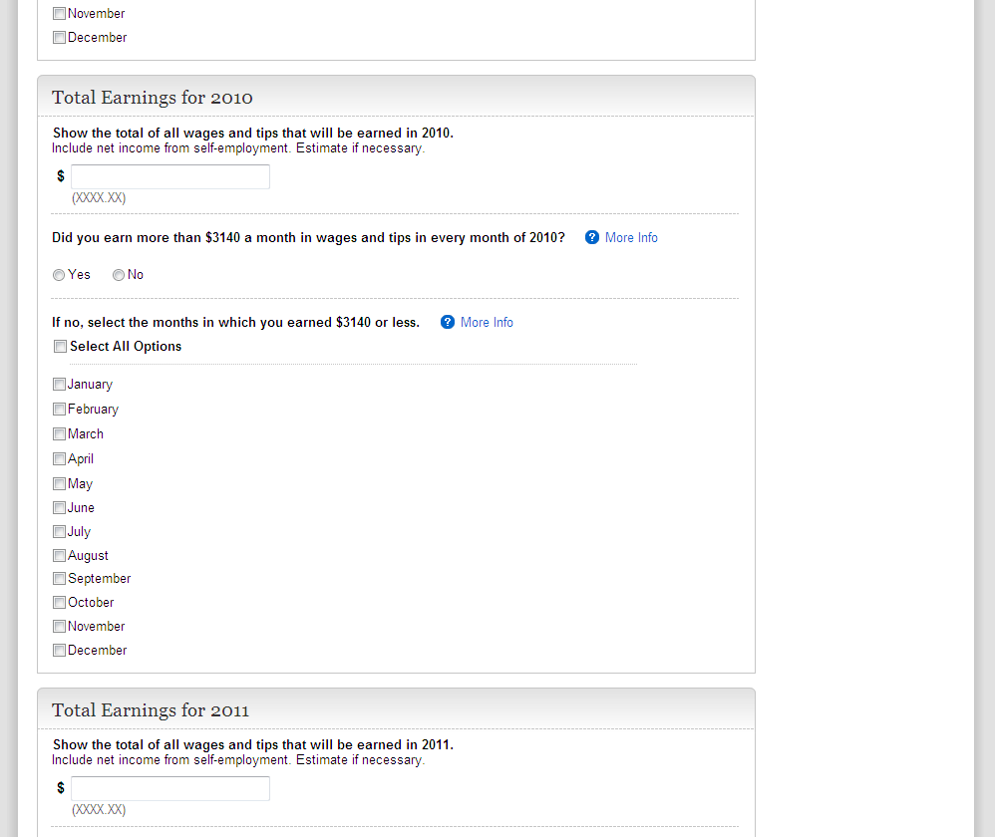 November
December
Total Earnings for 2010
Show the total of all wages and tips that will be earned in 2010.
Include net income from self-employment. Estimate if necessary.
$
(XXXX.XX)
Did you earn more than $3140 a month in wages and tips in every month of 2010? ? More Info
Yes No
If no, select the months in which you earned $3140 or less. ? More Info
Select All Options
January
February
March
April
May
June
July
August
September
October
November
December
Total Earnings for 2011
Show the total of all wages and tips that will be earned in 2011.
Include net income from self-employment. Estimate if necessary.
$
(XXXX.XX)